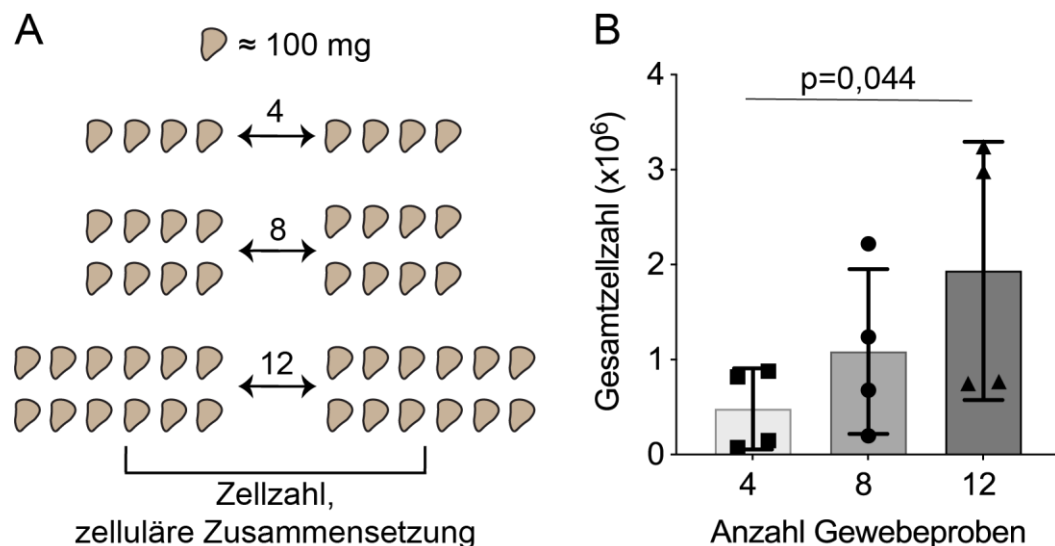 A
≈ 100 mg
4
8
12
Zellzahl,
zelluläre Zusammensetzung
B
p=0,044
Gesamtzellzahl (x10⁶)
4
3
2
1
0
4 8 12
Anzahl Gewebeproben